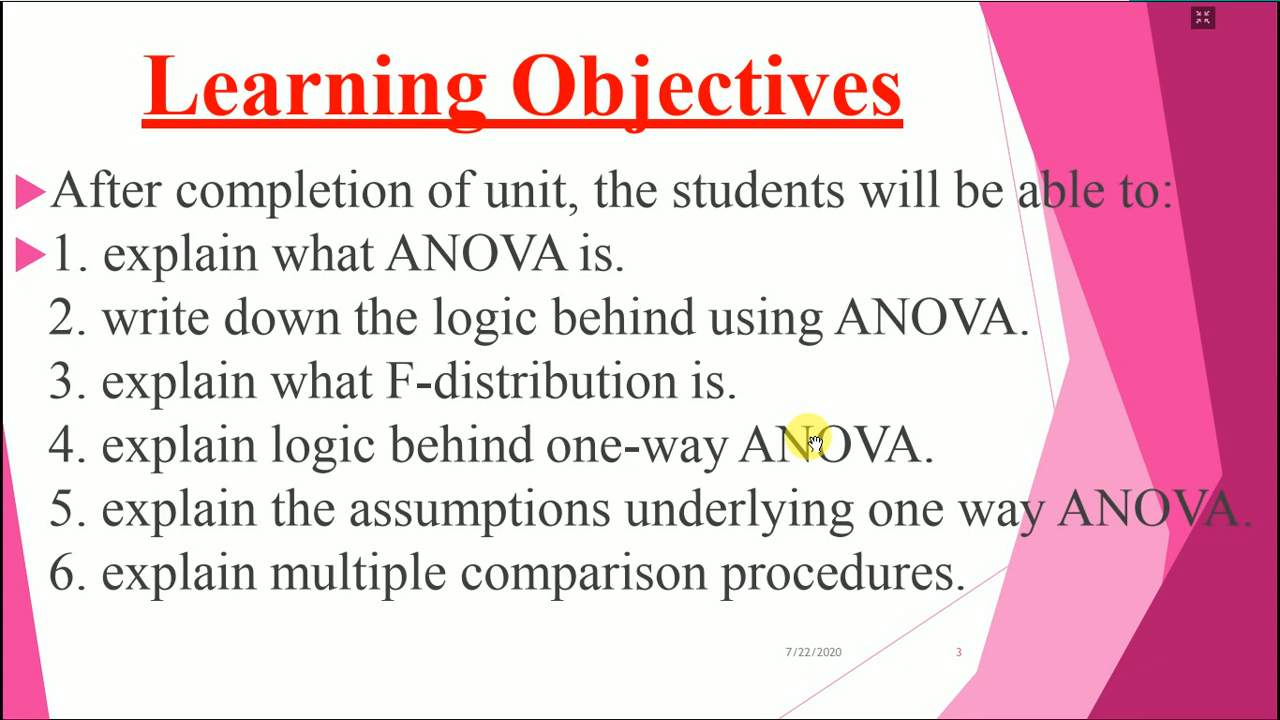 Learning Objectives
After completion of unit, the students will be able to:
1. explain what ANOVA is.
2. write down the logic behind using ANOVA.
3. explain what F-distribution is.
4. explain logic behind one-way ANOVA.
5. explain the assumptions underlying one way ANOVA.
6. explain multiple comparison procedures.
7/22/2020
3